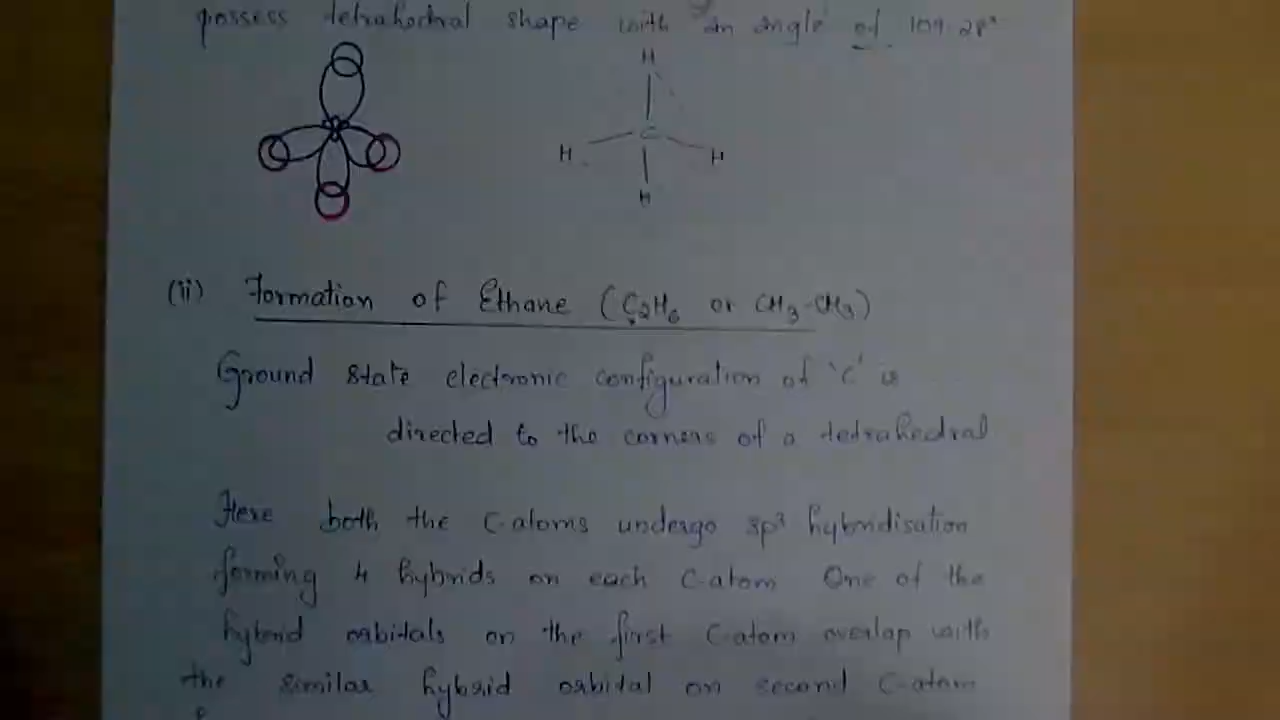 possess tetrahedral shape with an angle of 109.28°
H
C
H H
H
(ii) Formation of Ethane (C2H6 or CH3-CH3)
Ground state electronic configuration of 'C' is
directed to the corners of a tetrahedral
Here both the C-atoms undergo sp3 hybridisation
forming 4 hybrids on each C-atom One of the
hybrid orbitals on the first C-atom overlap with
the similar hybrid orbital on second C-atom